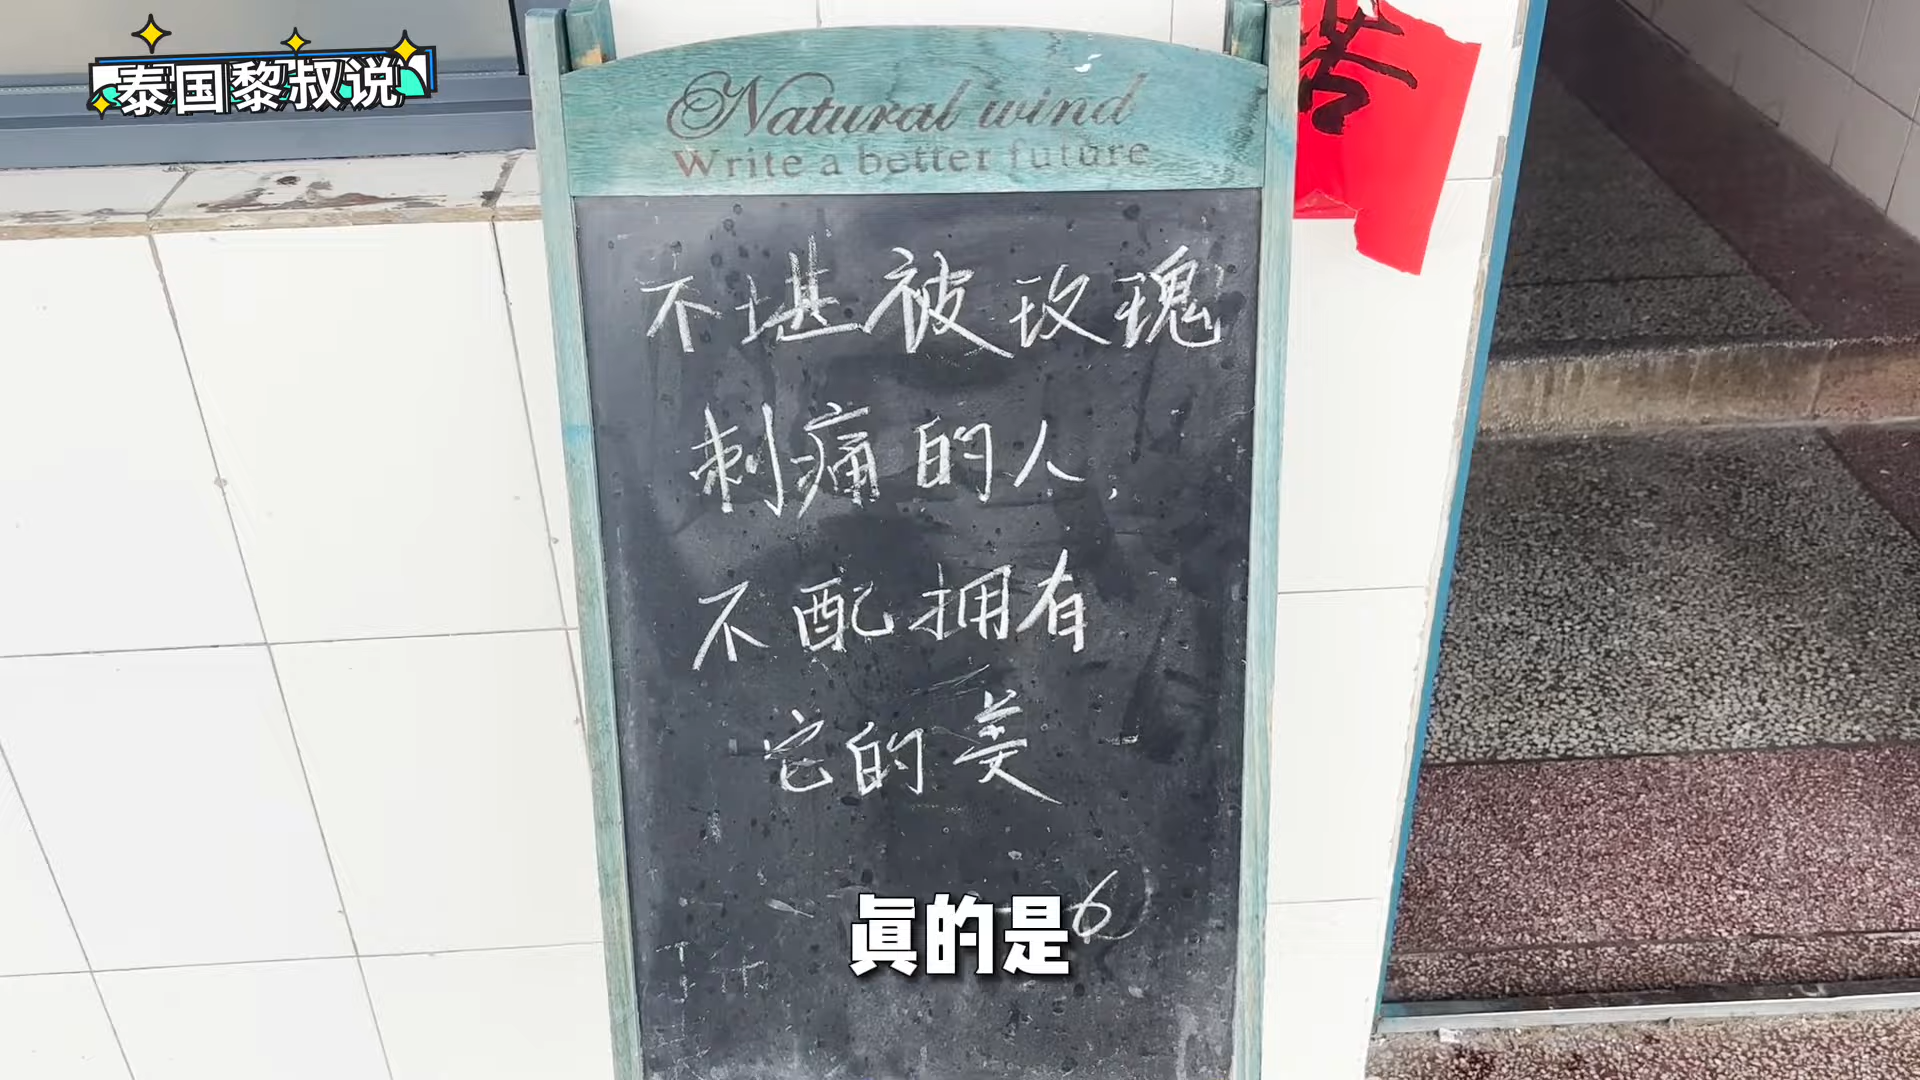 泰国黎叔说
Natural wind
Write a better future
不堪被玫瑰
刺痛的人,
不配拥有
它的美
6
真的是